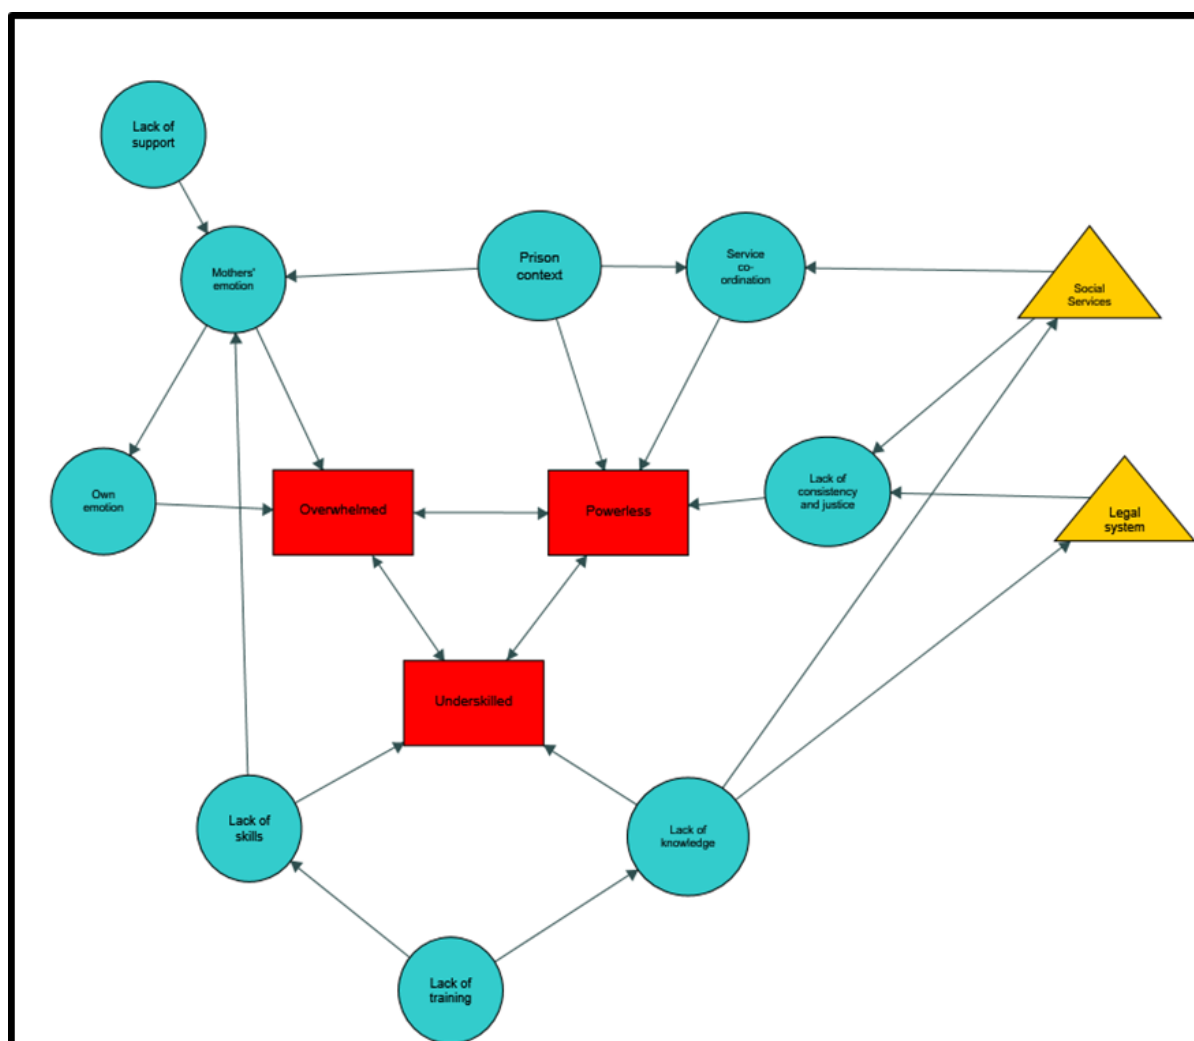 Lack of
support
Mothers'
emotion
Prison
context
Service
co-
ordination
Social
Services
Own
emotion
Overwhelmed
Powerless
Lack of
consistency
and justice
Legal
system
Underskilled
Lack of
skills
Lack of
knowledge
Lack of
training